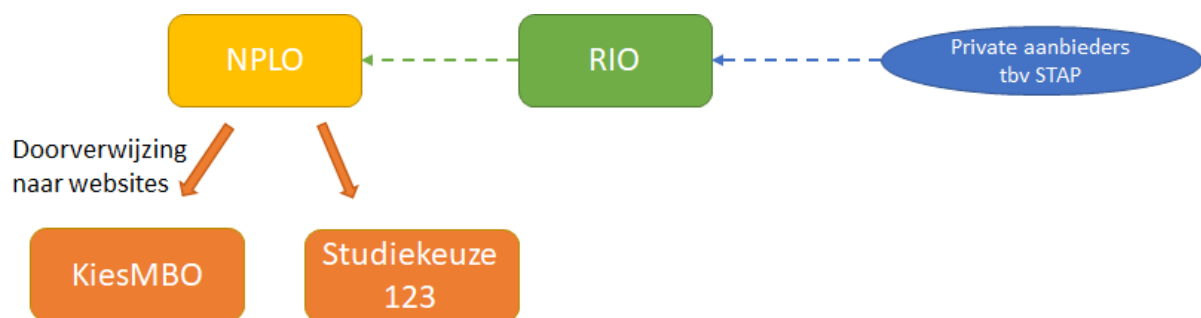 NPLO
RIO
Private aanbieders
tbv STAP
Doorverwijzing
naar websites
KiesMBO
Studiekeuze
123